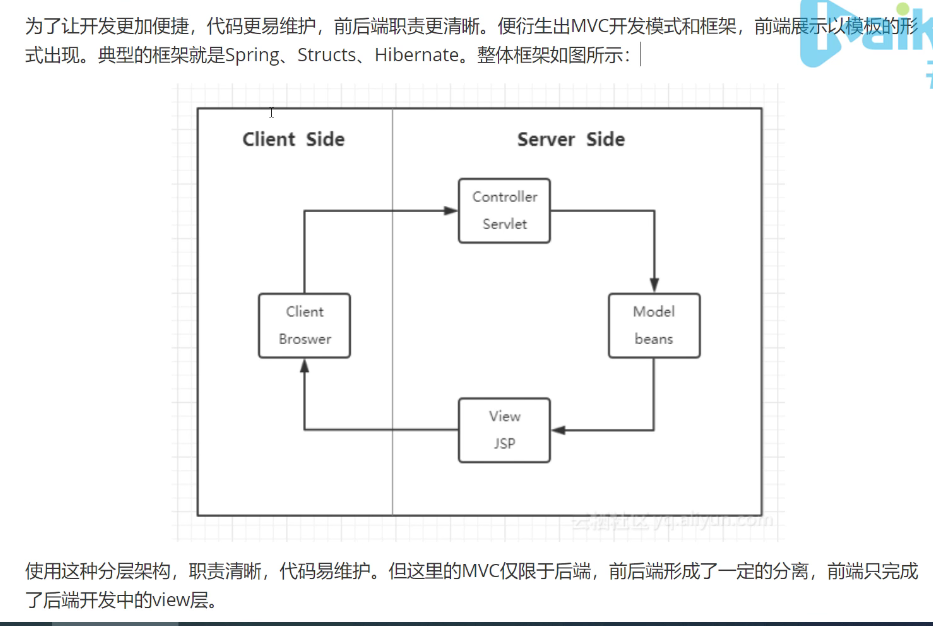 为了让开发更加便捷，代码更易维护，前后端职责更清晰。便衍生出MVC开发模式和框架，前端展示以模板的形
式出现。典型的框架就是Spring、Structs、Hibernate。整体框架如图所示：
Client Side
Server Side
Controller
Servlet
Client
Broswer
Model
beans
View
JSP
云栖社区 yq.aliyun.com
使用这种分层架构，职责清晰，代码易维护。但这里的MVC仅限于后端，前后端形成了一定的分离，前端只完成
了后端开发中的view层。